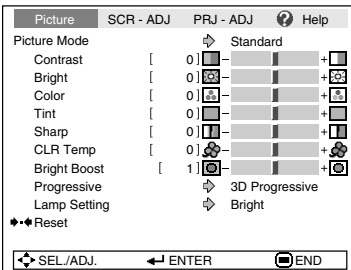 Picture SCR - ADJ PRJ - ADJ ? Help
Picture Mode Standard
Contrast [ 0 ] - +
Bright [ 0 ] - +
Color [ 0 ] - +
Tint [ 0 ] - +
Sharp [ 0 ] - +
CLR Temp [ 0 ] - +
Bright Boost [ 1 ] - +
Progressive 3D Progressive
Lamp Setting Bright
Reset
SEL./ADJ. ENTER END